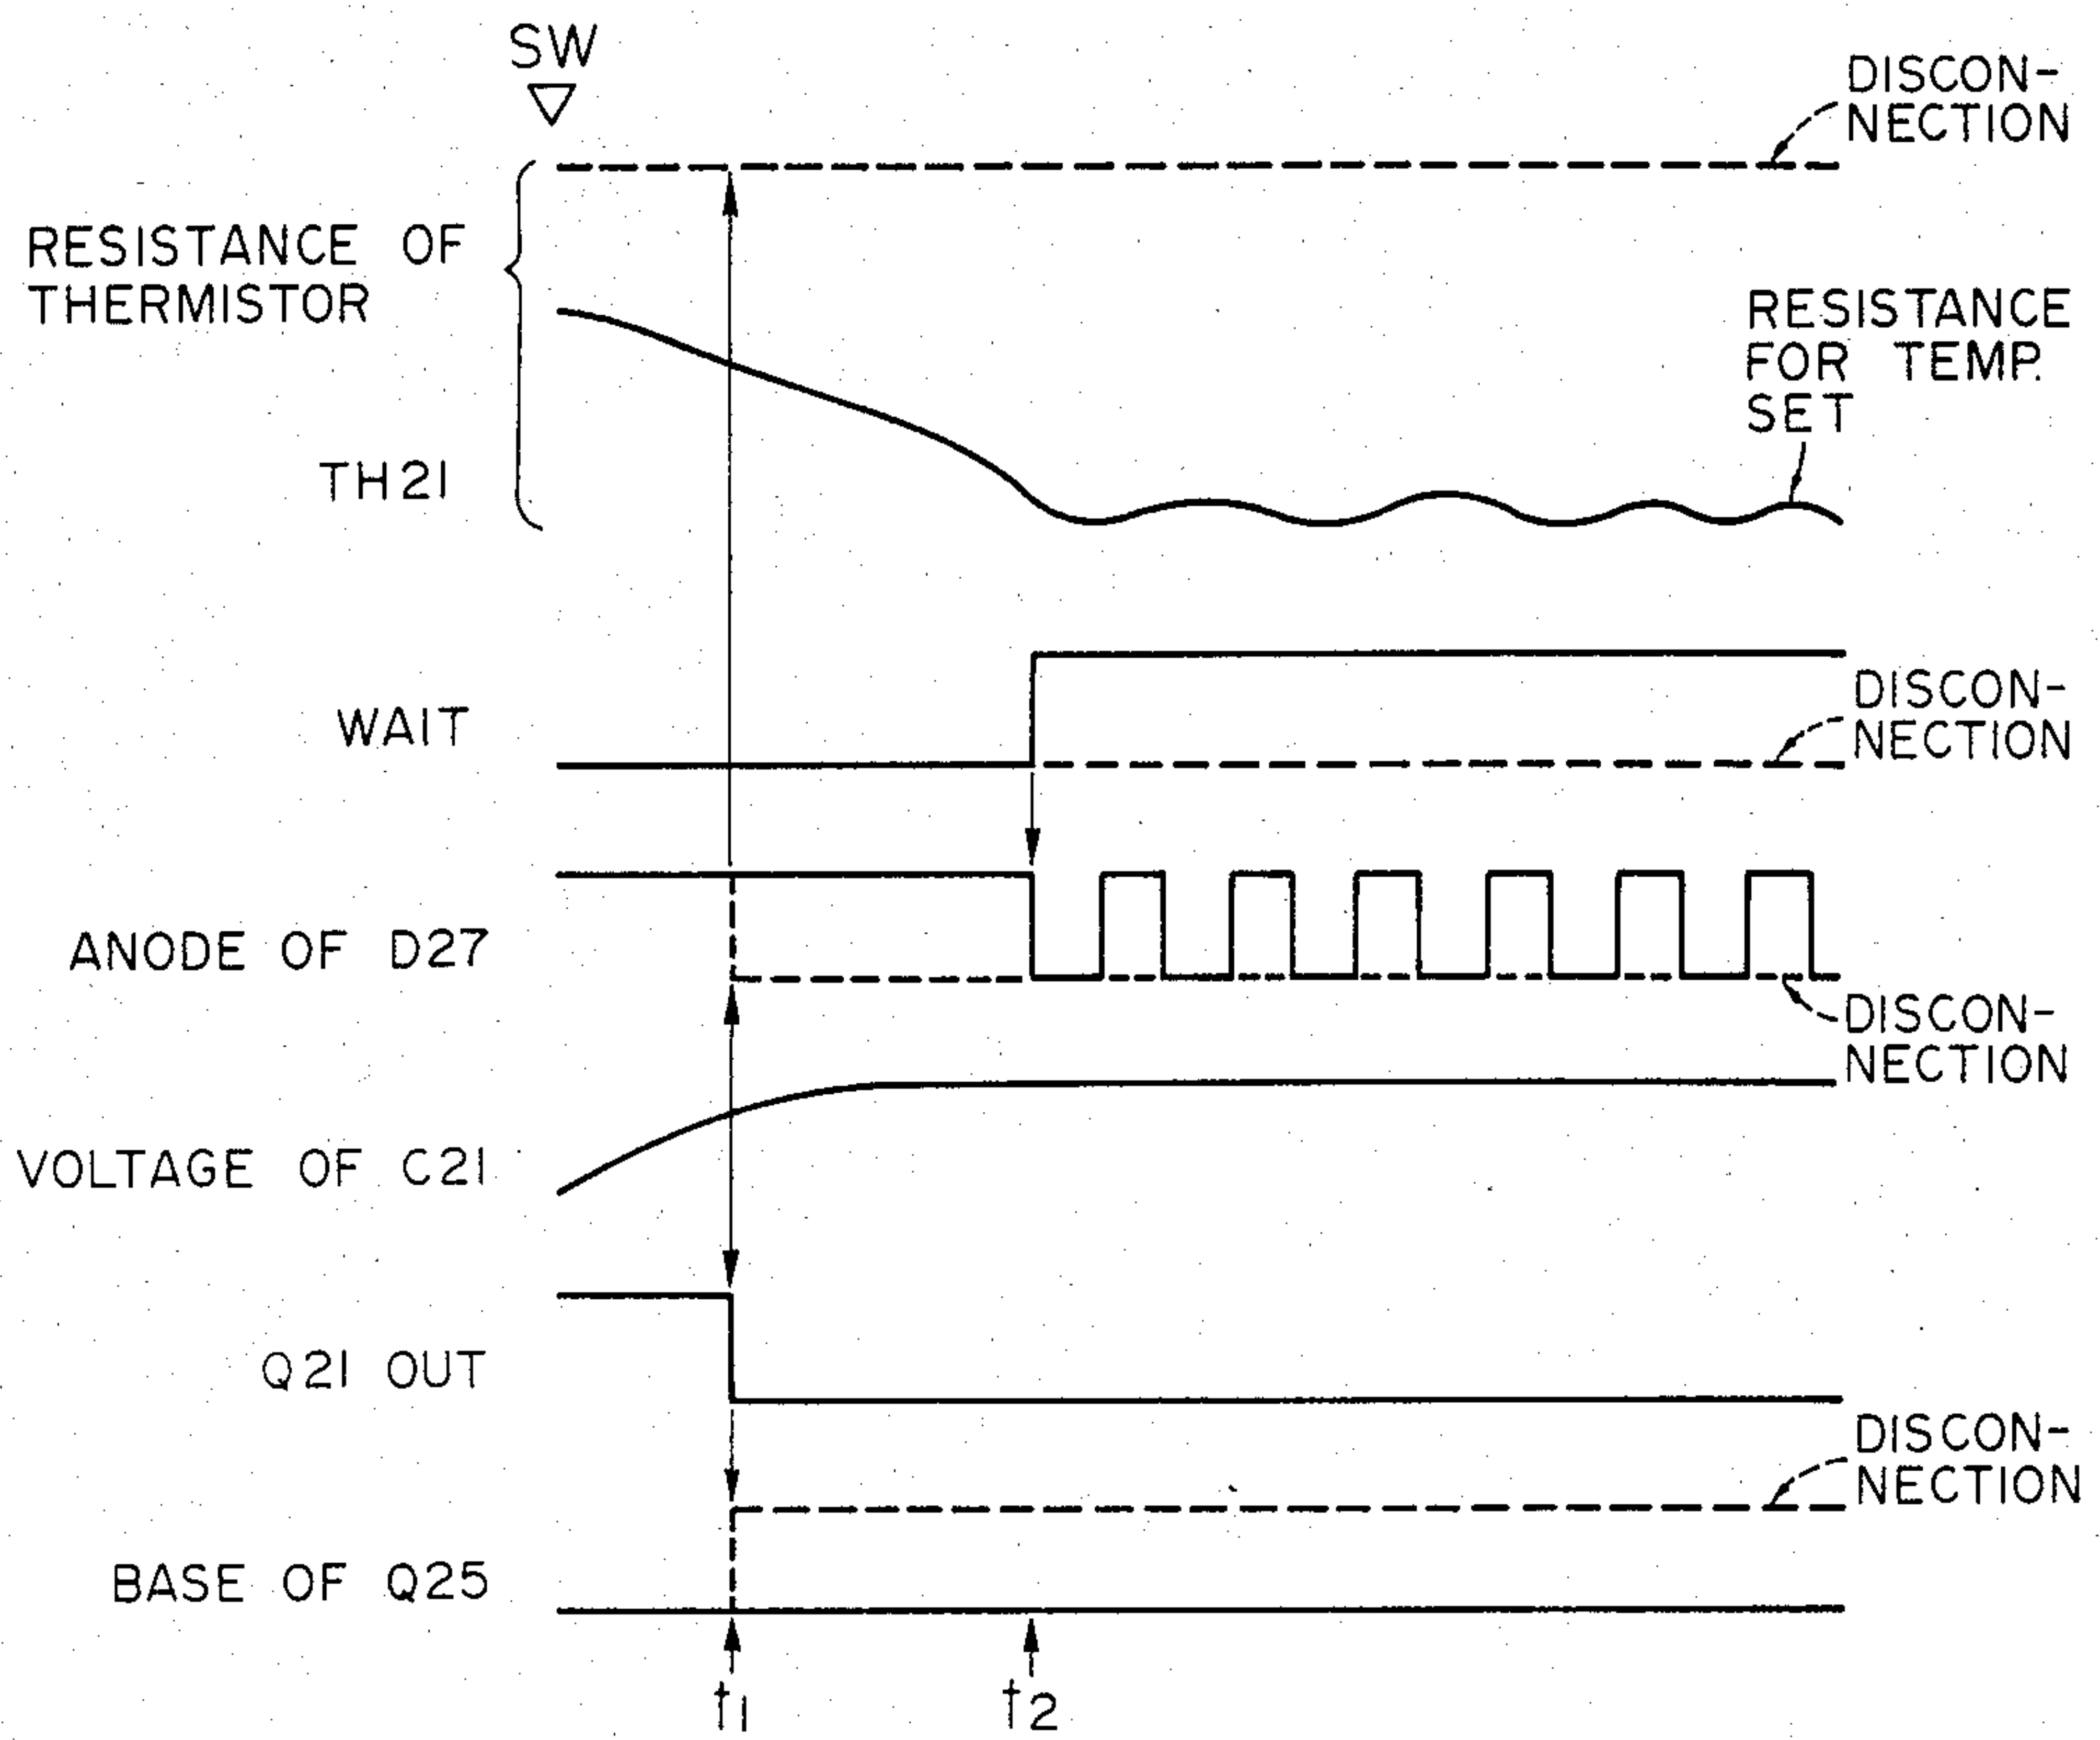 SW
DISCON-
NECTION
RESISTANCE OF
THERMISTOR
TH21
RESISTANCE
FOR TEMP.
SET
WAIT
DISCON-
NECTION
ANODE OF D27
DISCON-
NECTION
VOLTAGE OF C21
Q21 OUT
DISCON-
NECTION
BASE OF Q25
t1
t2